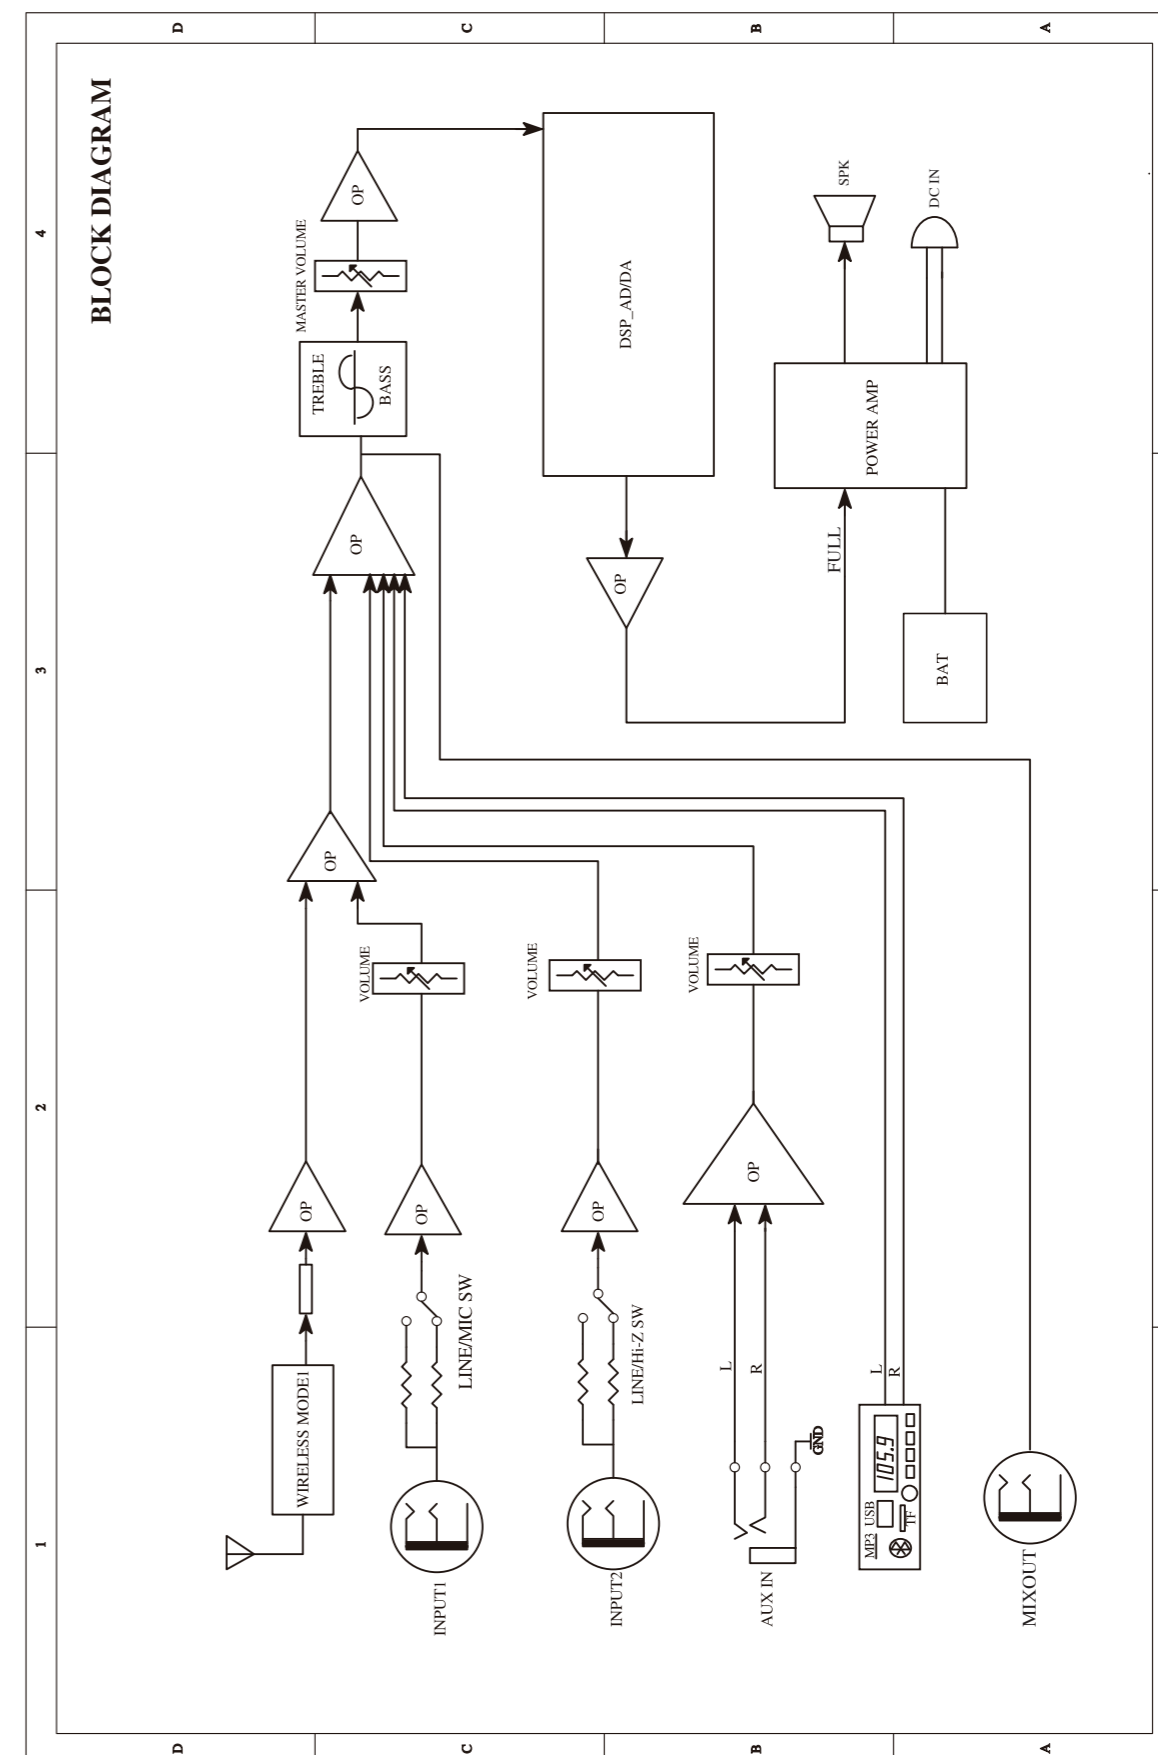 BLOCK DIAGRAM
1
2
3
4
D
C
B
A
D
C
B
A
WIRELESS MODE1
OP
OP
OP
TREBLE
BASS
MASTER VOLUME
OP
INPUT1
LINE/MIC SW
OP
VOLUME
INPUT2
LINE/Hi-Z SW
OP
VOLUME
DSP_AD/DA
OP
FULL
AUX IN
L
R
GND
OP
VOLUME
POWER AMP
SPK
DC IN
BAT
MP3 USB
TF
105.9
L
R
MIXOUT